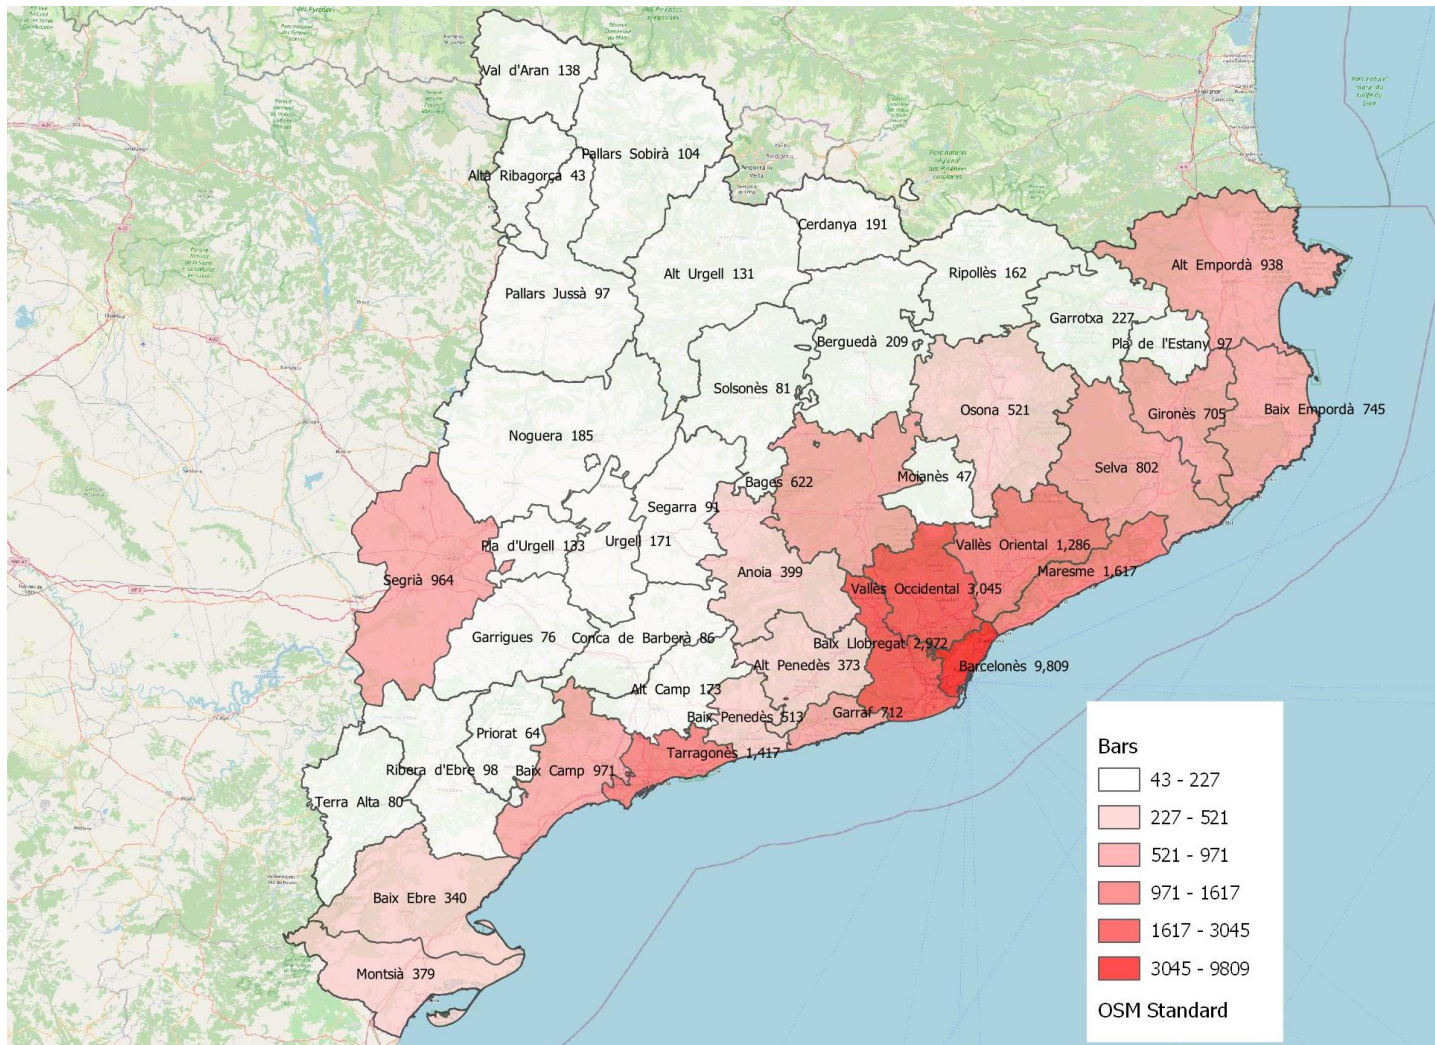 Val d'Aran 138
Pallars Sobirà 104
Alta Ribagorça 43
Cerdanya 191
Alt Urgell 131
Ripollès 162
Alt Empordà 938
Pallars Jussà 97
Garrotxa 227
Pla de l'Estany 97
Berguedà 209
Solsonès 81
Osona 521
Gironès 705
Baix Empordà 745
Noguera 185
Selva 802
Bages 622
Moianès 47
Segarra 91
Urgell 171
Pla d'Urgell 133
Vallès Oriental 1,286
Segrià 964
Anoia 399
Maresme 1,617
Vallès Occidental 3,045
Garrigues 76
Conca de Barberà 86
Baix Llobregat 2,972
Alt Penedès 373
Barcelonès 9,809
Alt Camp 173
Baix Penedès 513
Garraf 712
Priorat 64
Tarragonès 1,417
Ribera d'Ebre 98
Baix Camp 971
Terra Alta 80
Baix Ebre 340
Montsià 379
Bars
43 - 227
227 - 521
521 - 971
971 - 1617
1617 - 3045
3045 - 9809
OSM Standard